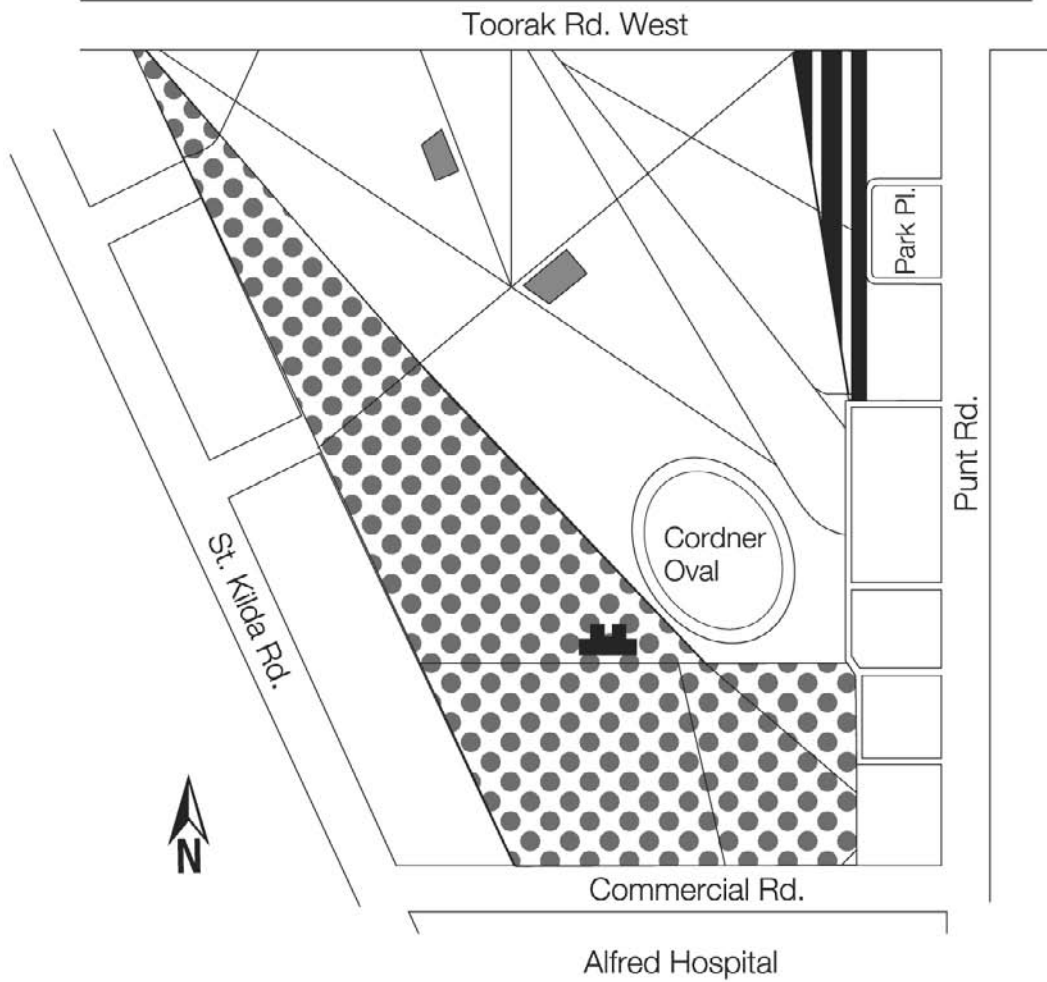 Toorak Rd. West
Park Pl.
Punt Rd.
Cordner
Oval
St. Kilda Rd.
N
Commercial Rd.
Alfred Hospital